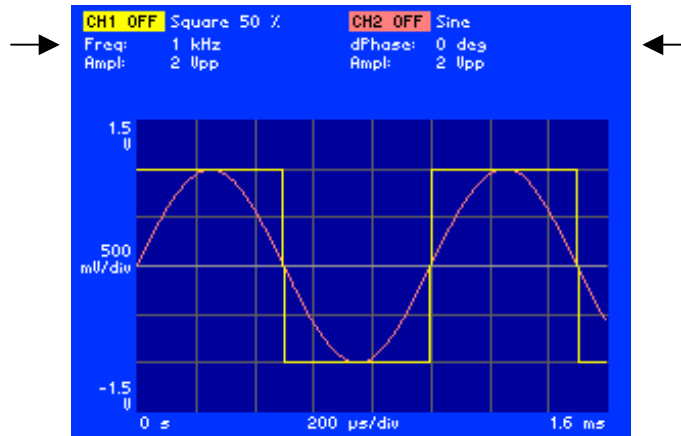 CH1 OFF Square 50 % CH2 OFF Sine
Freq: 1 kHz dPhase: 0 deg
Ampl: 2 Vpp Ampl: 2 Vpp
1.5
V
500
mV/div
-1.5
V
0 s 200 µs/div 1.6 ms